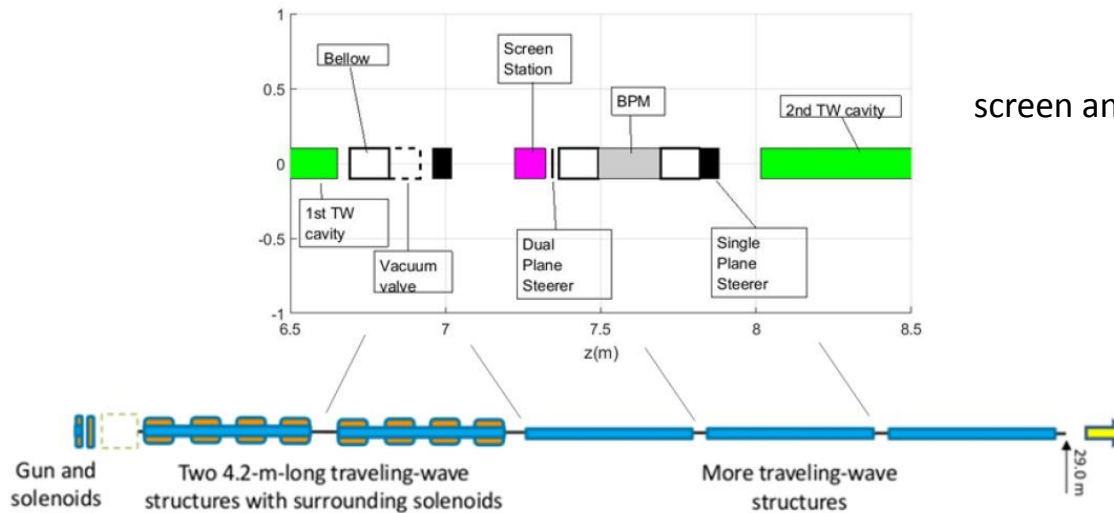 1
0.5
0
-0.5
-1
Bellow
Screen
Station
BPM
2nd TW cavity
screen an
1st TW
cavity
Vacuum
valve
Dual
Plane
Steerer
Single
Plane
Steerer
6.5
7
7.5
8
8.5
z(m)
Gun and
solenoids
Two 4.2-m-long traveling-wave
structures with surrounding solenoids
More traveling-wave
structures
29.0 m